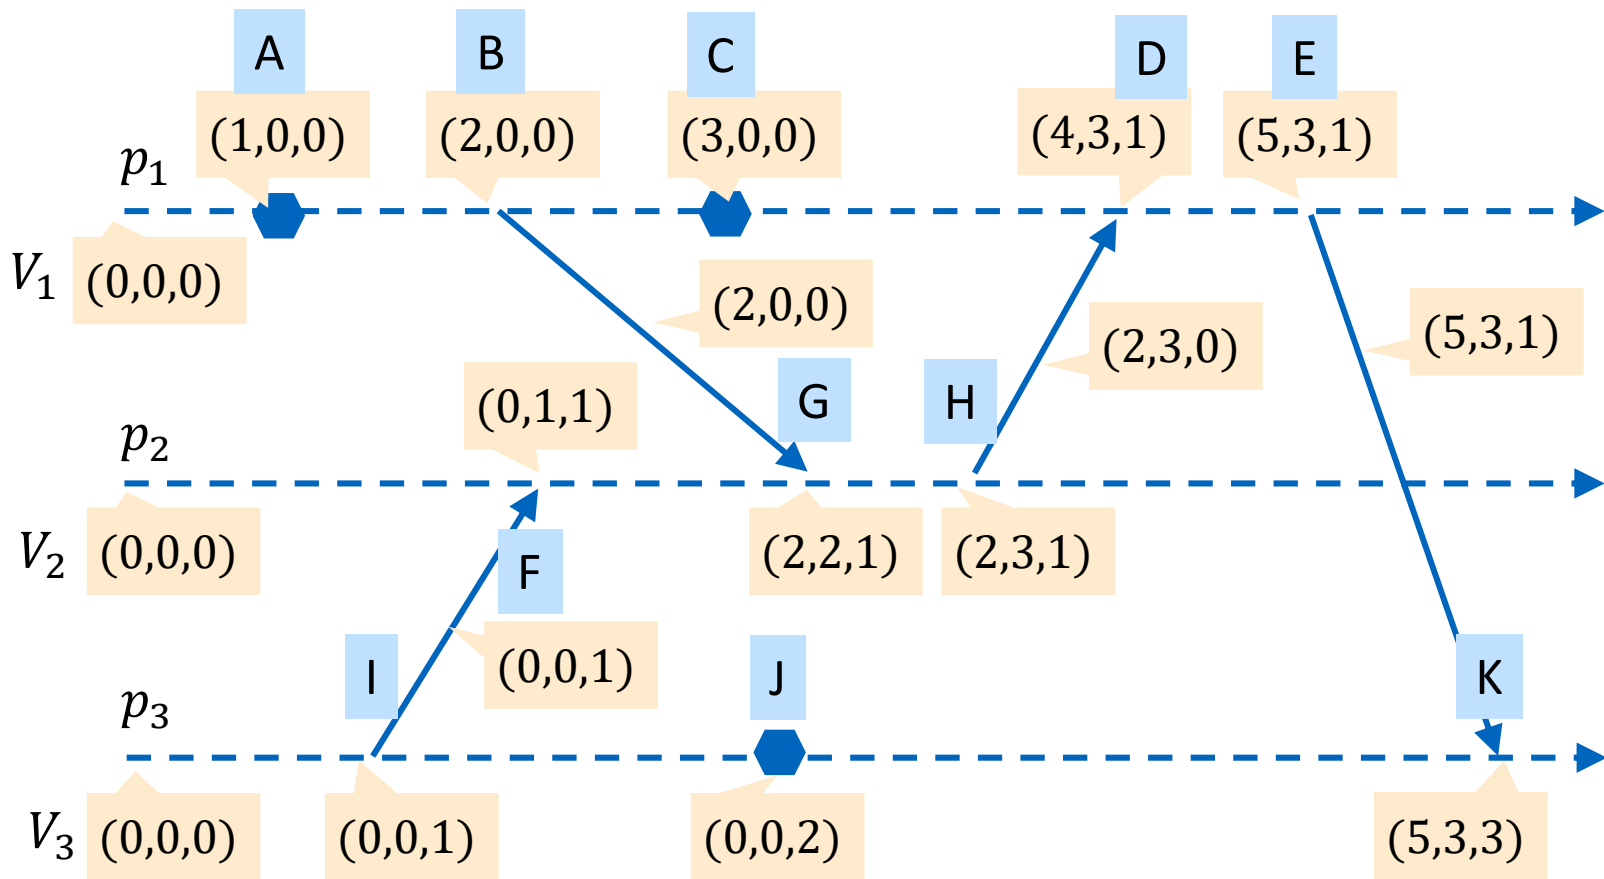 A B C D E
(1,0,0) (2,0,0) (3,0,0) (4,3,1) (5,3,1)
p₁
V₁ (0,0,0)
(2,0,0) (2,3,0) (5,3,1)
(0,1,1) G H
p₂
V₂ (0,0,0) (2,2,1) (2,3,1)
F
(0,0,1)
I J K
p₃
V₃ (0,0,0) (0,0,1) (0,0,2) (5,3,3)